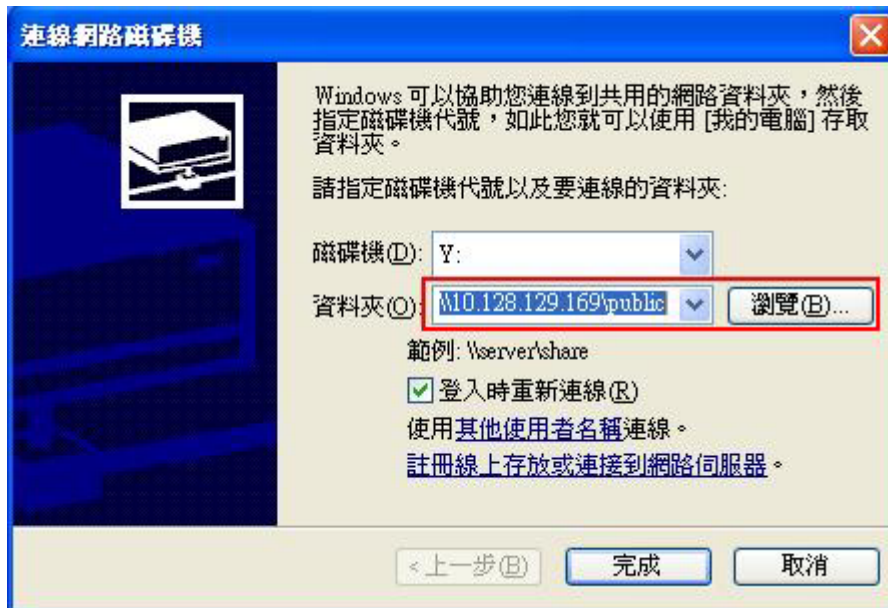 連線網路磁碟機
Windows 可以協助您連線到共用的網路資料夾，然後
指定磁碟機代號，如此您就可以使用 [我的電腦] 存取
資料夾。
請指定磁碟機代號以及要連線的資料夾:
磁碟機(D): Y:
資料夾(O): \\10.128.129.169\public 瀏覽(B)...
範例: \\server\share
登入時重新連線(R)
使用其他使用者名稱連線。
註冊線上存放或連接到網路伺服器。
<上一步(B) 完成 取消